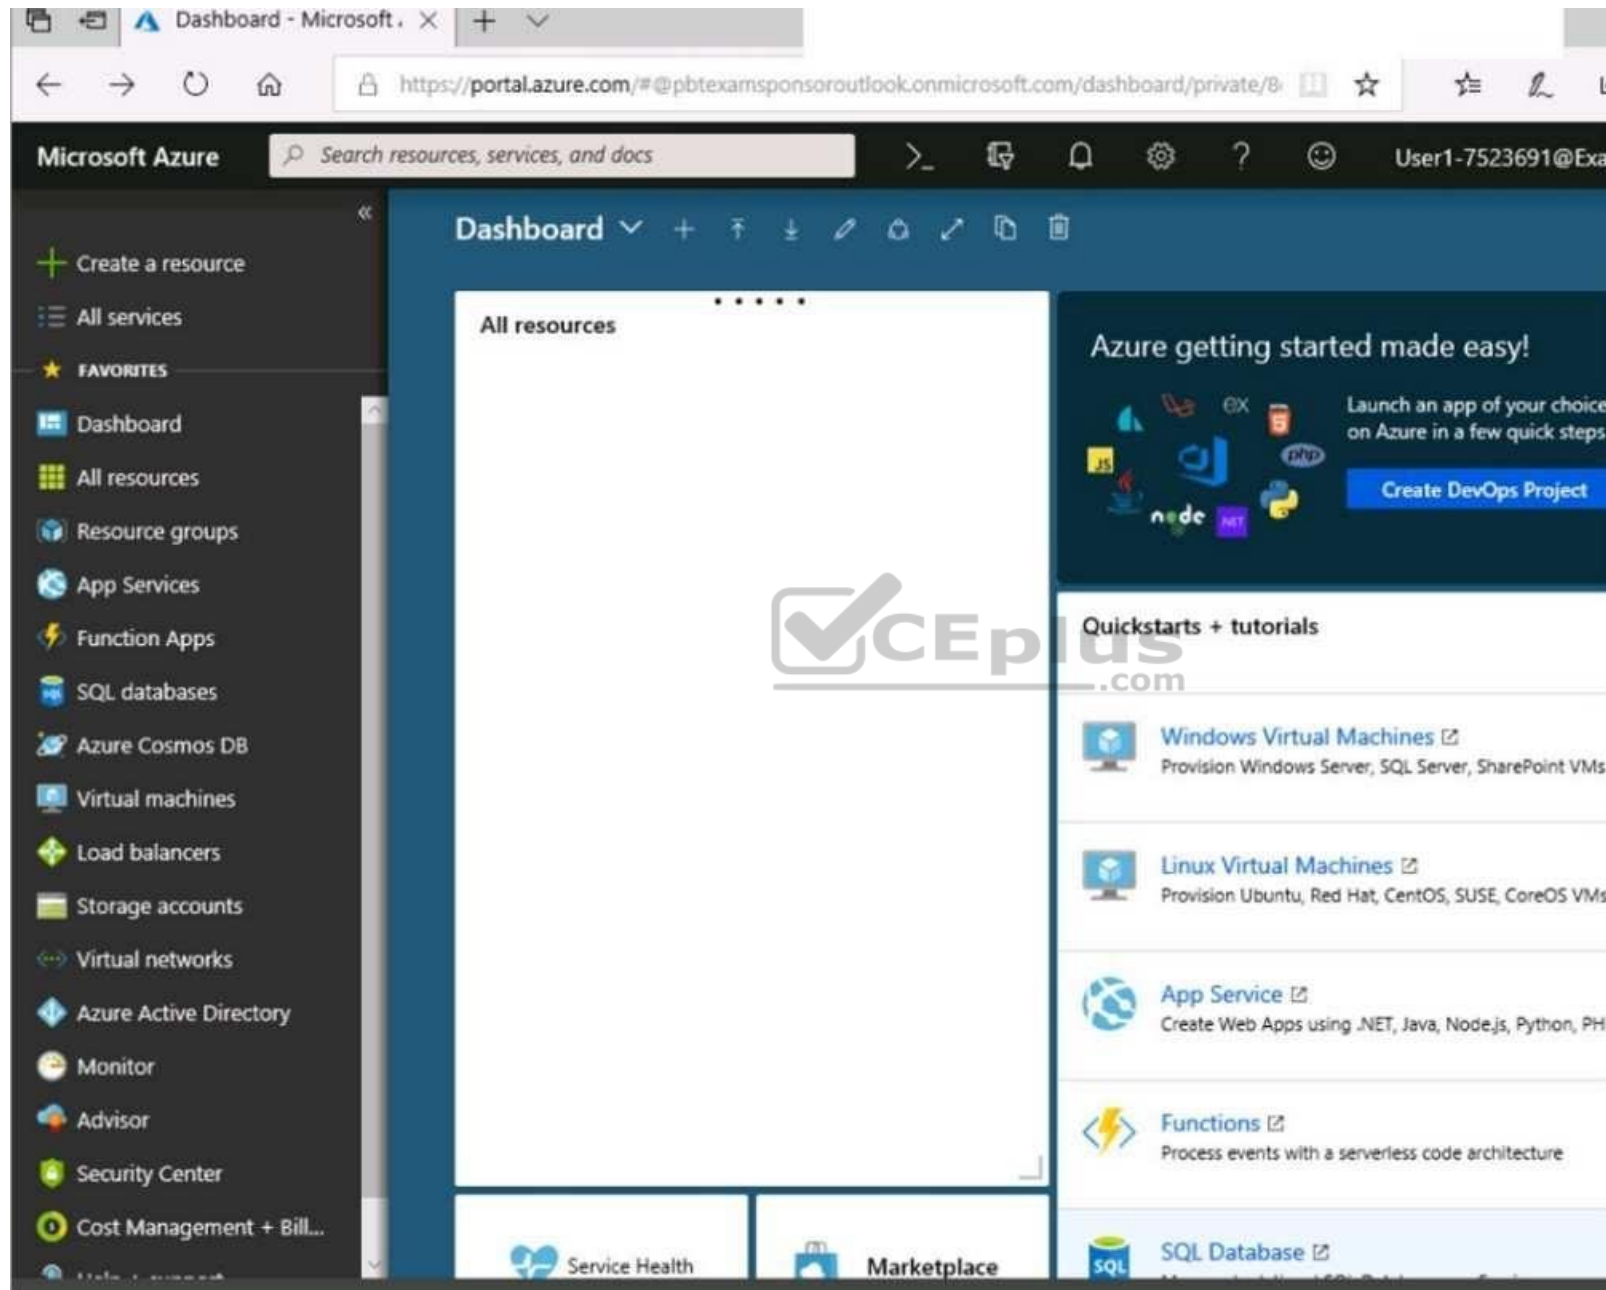 Dashboard - Microsoft .
https://portal.azure.com/#@pbtexamsponsoroutlook.onmicrosoft.com/dashboard/private/8
Microsoft Azure
Search resources, services, and docs
User1-7523691@Exa
Dashboard
Create a resource
All services
FAVORITES
Dashboard
All resources
Resource groups
App Services
Function Apps
SQL databases
Azure Cosmos DB
Virtual machines
Load balancers
Storage accounts
Virtual networks
Azure Active Directory
Monitor
Advisor
Security Center
Cost Management + Bill...
Help + support
All resources
Azure getting started made easy!
Launch an app of your choice
on Azure in a few quick steps
Create DevOps Project
JS
ex
5
php
node
.NET
CEplus
.com
Quickstarts + tutorials
Windows Virtual Machines
Provision Windows Server, SQL Server, SharePoint VMs
Linux Virtual Machines
Provision Ubuntu, Red Hat, CentOS, SUSE, CoreOS VMs
App Service
Create Web Apps using .NET, Java, Node.js, Python, PH
Functions
Process events with a serverless code architecture
SQL
SQL Database
Service Health
Marketplace